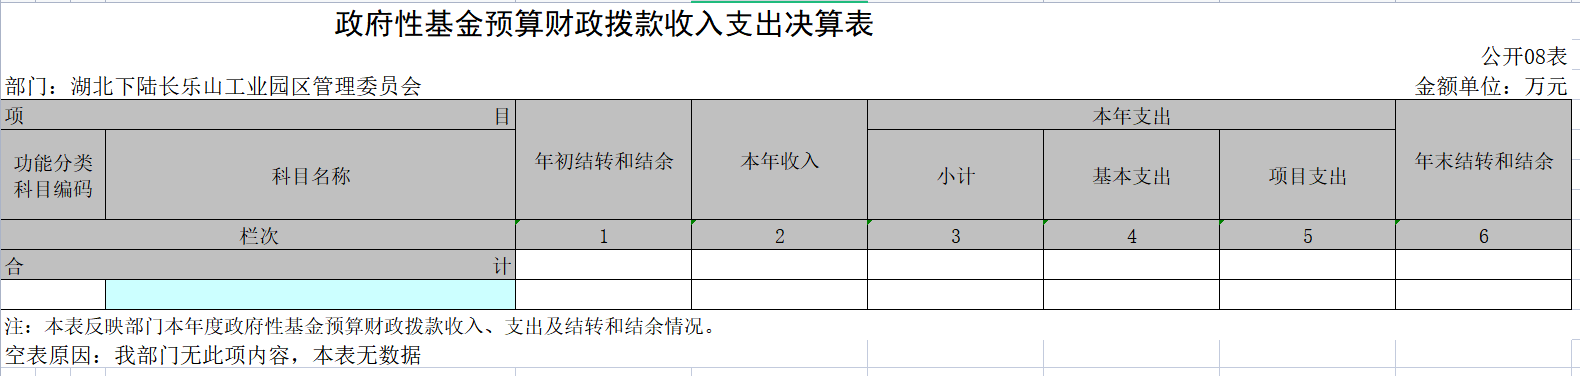 政府性基金预算财政拨款收入支出决算表
公开08表
部门：湖北下陆长乐山工业园区管理委员会 金额单位：万元
项 目 年初结转和结余 本年收入 本年支出 年末结转和结余
功能分类科目编码 科目名称 小计 基本支出 项目支出
栏次 1 2 3 4 5 6
合 计
注：本表反映部门本年度政府性基金预算财政拨款收入、支出及结转和结余情况。
空表原因：我部门无此项内容，本表无数据